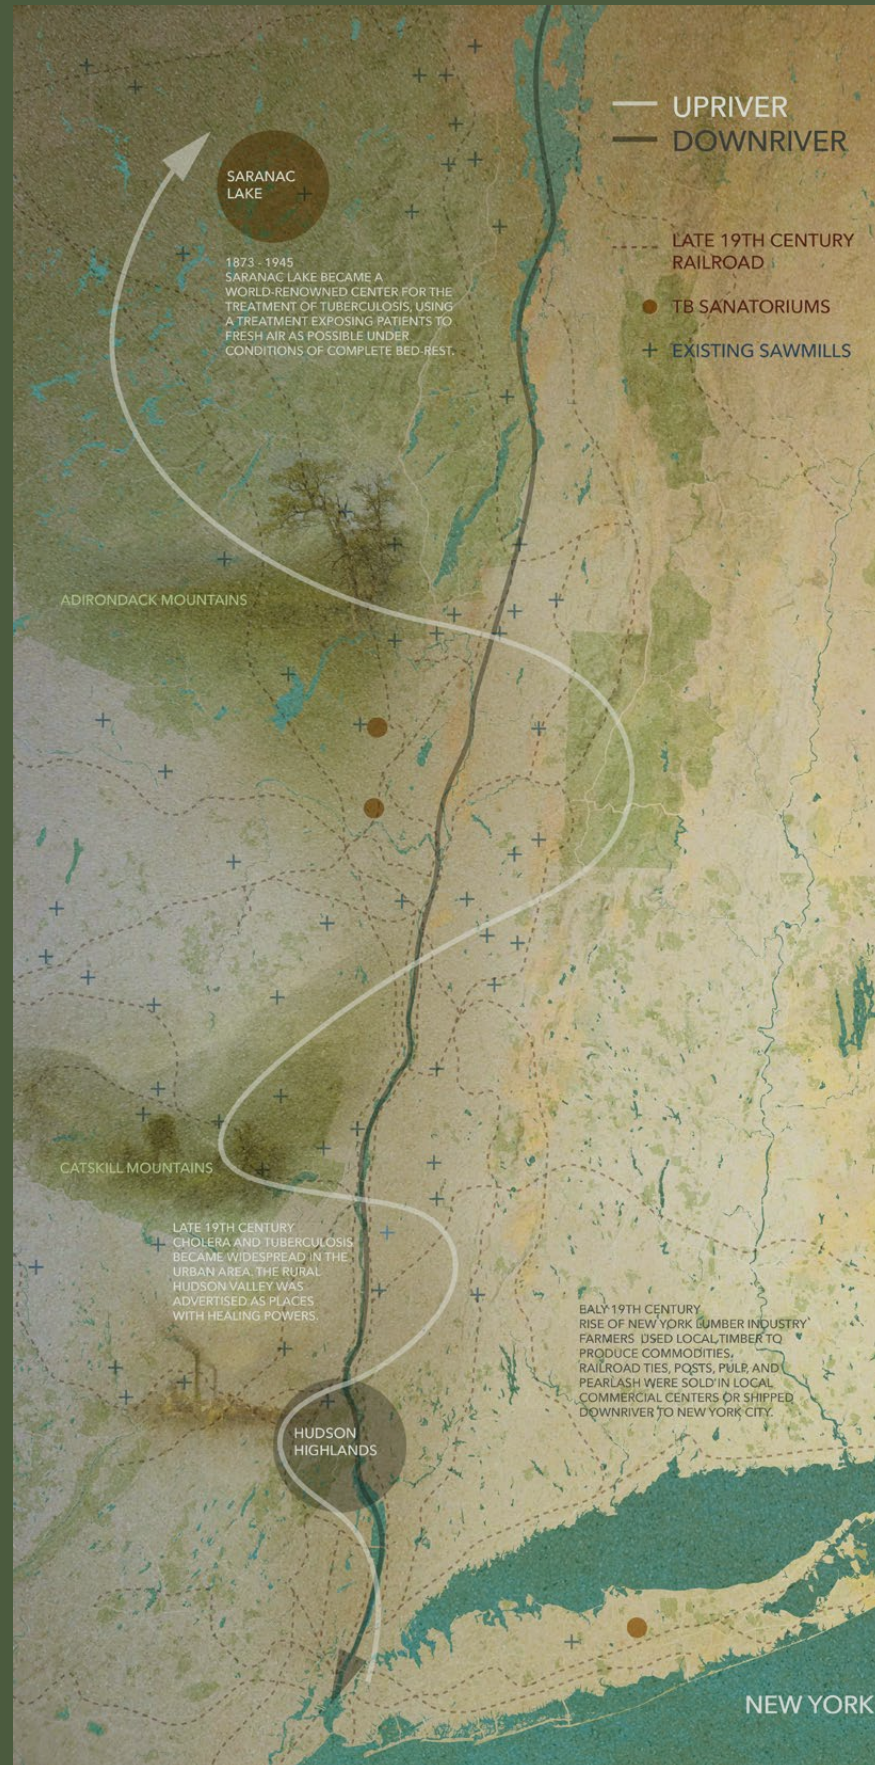 UPRIVER
DOWNRIVER
LATE 19TH CENTURY
RAILROAD
TB SANATORIUMS
EXISTING SAWMILLS
SARANAC
LAKE
1873 - 1945
SARANAC LAKE BECAME A
WORLD-RENOWNED CENTER FOR THE
TREATMENT OF TUBERCULOSIS, USING
A TREATMENT EXPOSING PATIENTS TO
FRESH AIR AS POSSIBLE UNDER
CONDITIONS OF COMPLETE BED-REST.
ADIRONDACK MOUNTAINS
CATSKILL MOUNTAINS
LATE 19TH CENTURY
CHOLERA AND TUBERCULOSIS
BECAME WIDESPREAD IN THE
URBAN AREA. THE RURAL
HUDSON VALLEY WAS
ADVERTISED AS PLACES
WITH HEALING POWERS.
EALY 19TH CENTURY
RISE OF NEW YORK LUMBER INDUSTRY
FARMERS USED LOCAL TIMBER TO
PRODUCE COMMODITIES.
RAILROAD TIES, POSTS, PULP, AND
PEARLASH WERE SOLD IN LOCAL
COMMERCIAL CENTERS OR SHIPPED
DOWNRIVER TO NEW YORK CITY.
HUDSON
HIGHLANDS
NEW YORK